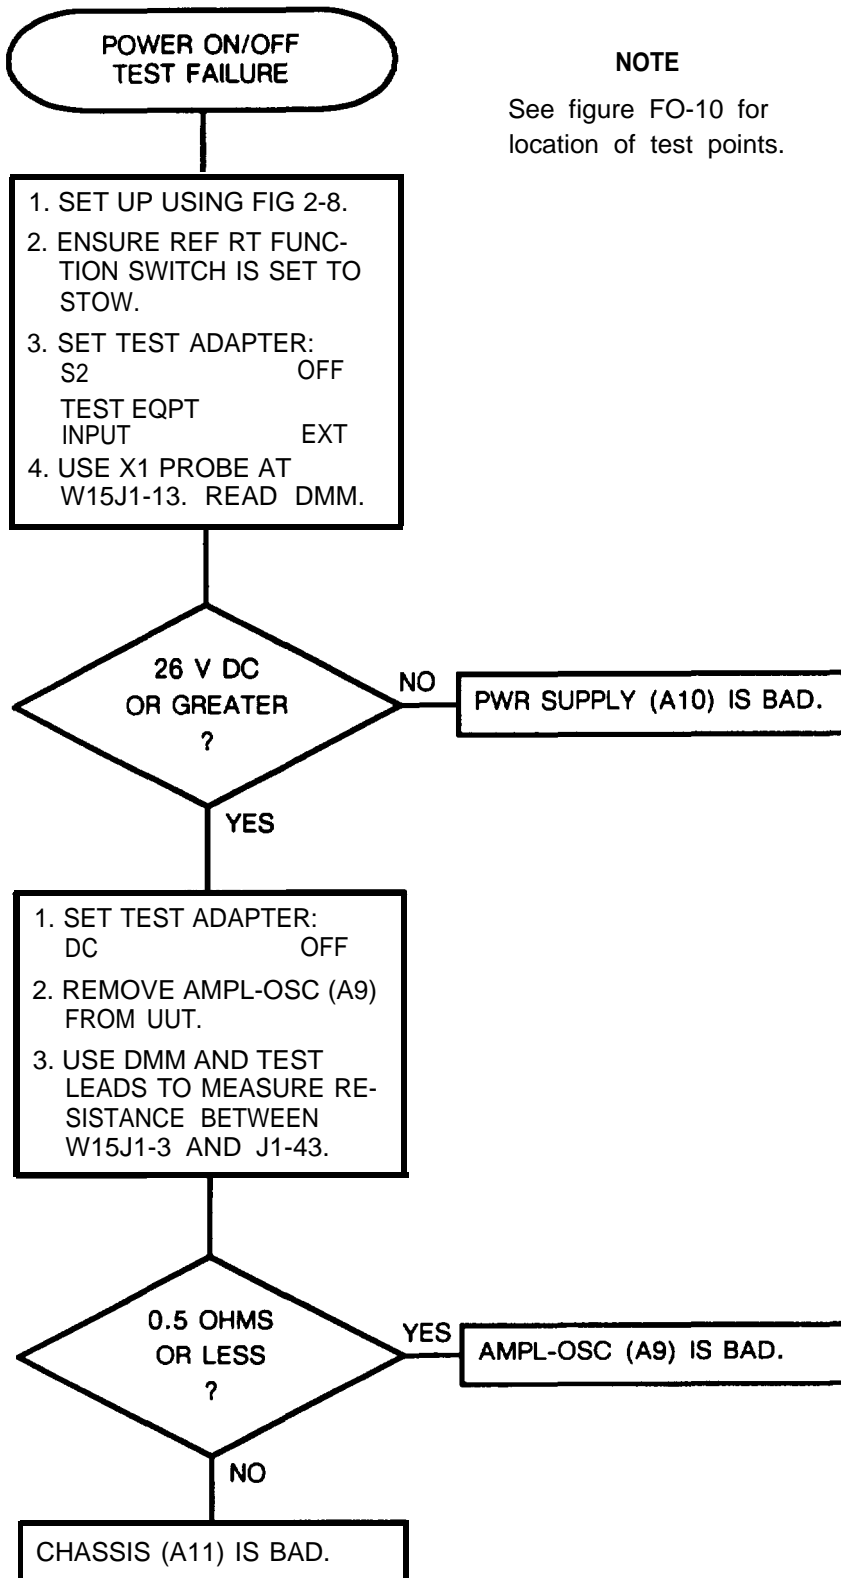 POWER ON/OFF
TEST FAILURE
NOTE
See figure FO-10 for
location of test points.
1. SET UP USING FIG 2-8.
2. ENSURE REF RT FUNC-
TION SWITCH IS SET TO
STOW.
3. SET TEST ADAPTER:
S2 OFF
TEST EQPT
INPUT EXT
4. USE X1 PROBE AT
W15J1-13. READ DMM.
26 V DC
OR GREATER
?
NO
PWR SUPPLY (A10) IS BAD.
YES
1. SET TEST ADAPTER:
DC OFF
2. REMOVE AMPL-OSC (A9)
FROM UUT.
3. USE DMM AND TEST
LEADS TO MEASURE RE-
SISTANCE BETWEEN
W15J1-3 AND J1-43.
0.5 OHMS
OR LESS
?
YES
AMPL-OSC (A9) IS BAD.
NO
CHASSIS (A11) IS BAD.